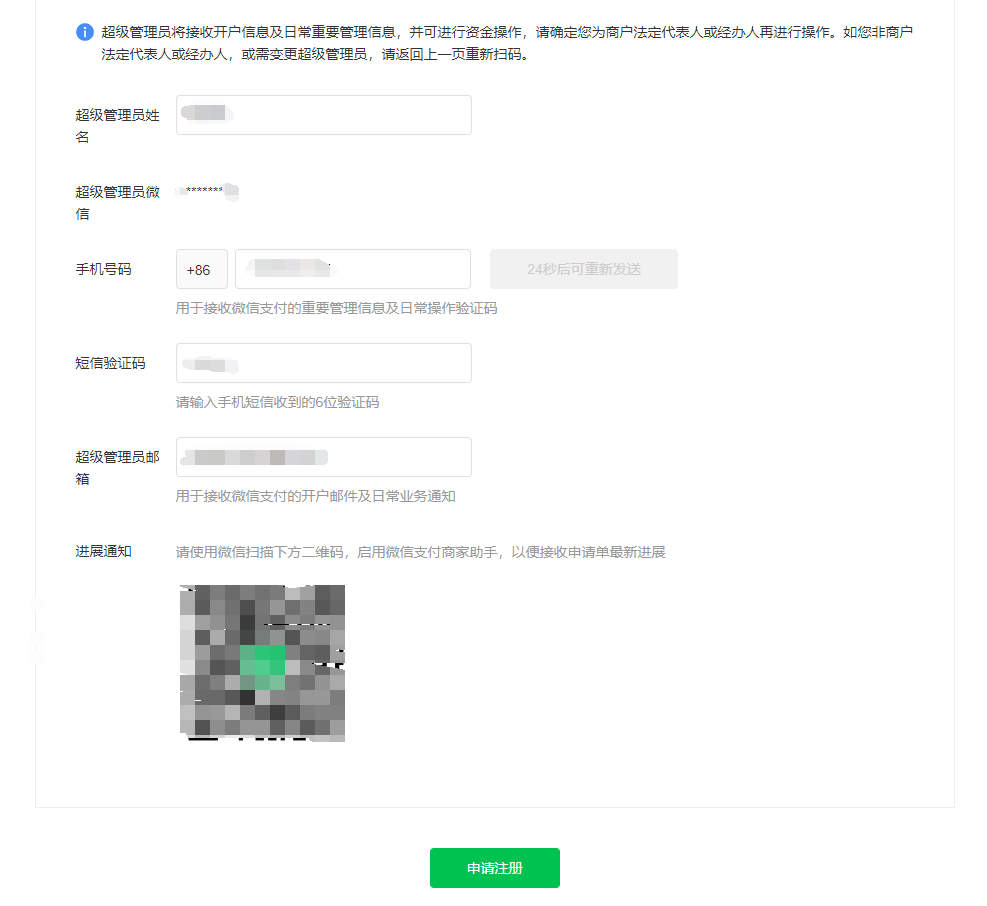 超级管理员将接收开户信息及日常重要管理信息，并可进行资金操作，请确定您为商户法定代表人或经办人再进行操作。如您非商户
法定代表人或经办人，或需变更超级管理员，请返回上一页重新扫码。
超级管理员姓
名
超级管理员微
信
*******
手机号码
+86
24秒后可重新发送
用于接收微信支付的重要管理信息及日常操作验证码
短信验证码
请输入手机短信收到的6位验证码
超级管理员邮
箱
用于接收微信支付的开户邮件及日常业务通知
进展通知
请使用微信扫描下方二维码，启用微信支付商家助手，以便接收申请单最新进展
申请注册